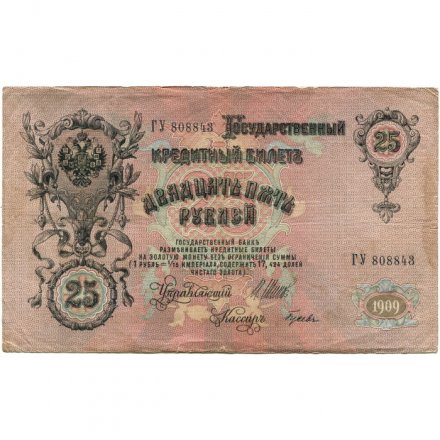 ГУ 808843
Государственный
25
Кредитный Билетъ
Двадцать пять
рублей
Государственный Банкъ
размѣниваетъ кредитные билеты
на золотую монету безъ ограниченія суммы
(1 рубль = 1/15 имперіала, содержитъ 17,424 долей
чистаго золота)
ГУ 808843
25
Управляющій
1909
Кассиръ